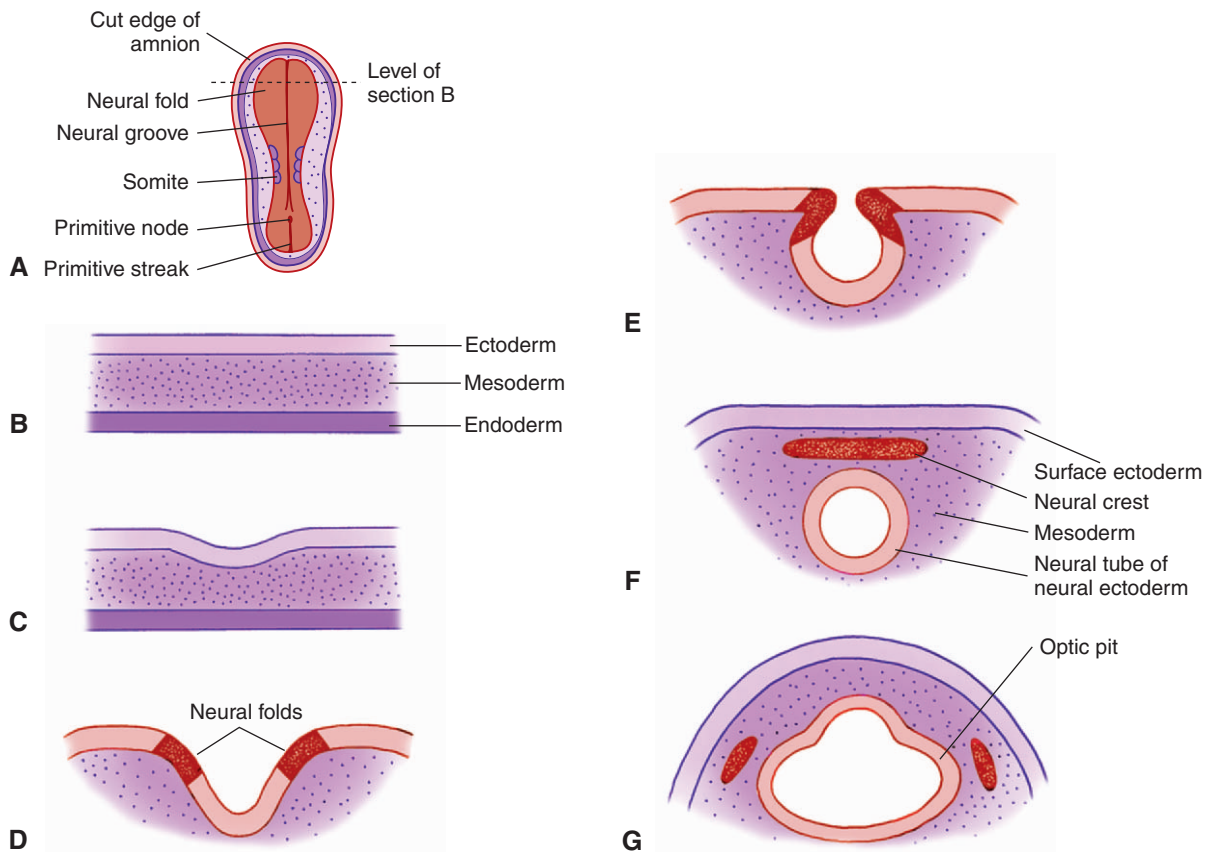 Cut edge of
amnion
Level of
section B
Neural fold
Neural groove
Somite
Primitive node
Primitive streak
A
Ectoderm
Mesoderm
Endoderm
B
C
Neural folds
D
E
Surface ectoderm
Neural crest
Mesoderm
Neural tube of
neural ectoderm
F
Optic pit
G